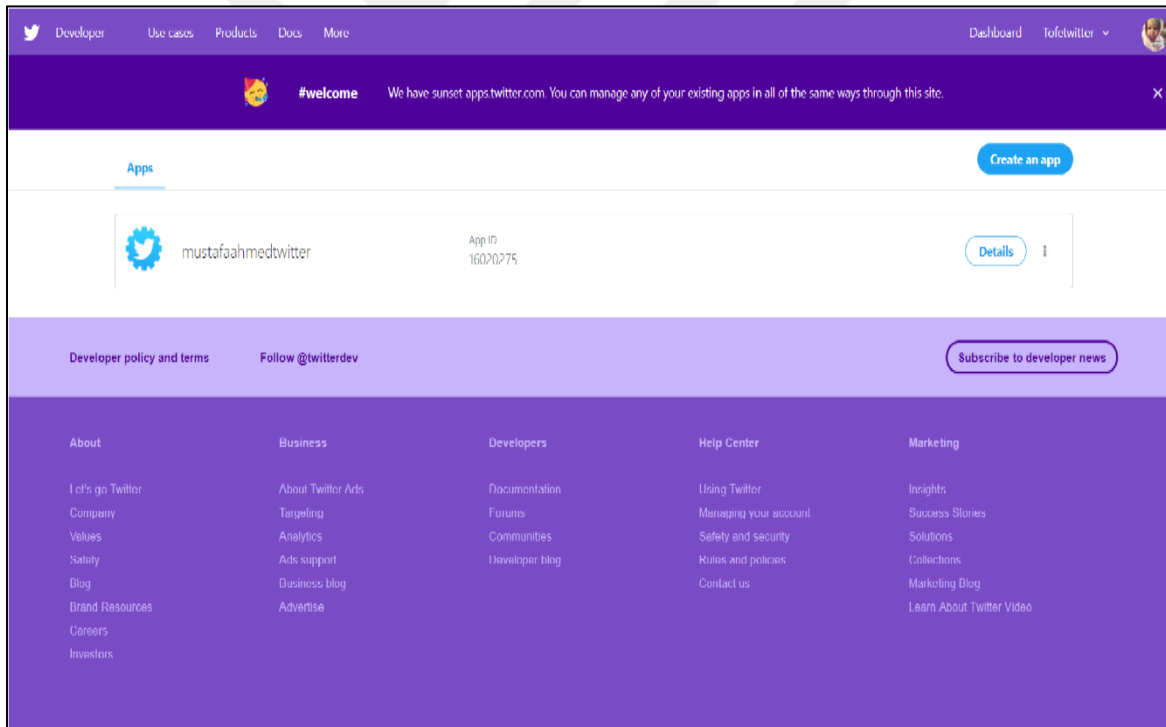 Developer Use cases Products Docs More Dashboard Tofetwitter
#welcome We have sunset apps.twitter.com. You can manage any of your existing apps in all of the same ways through this site.
Apps Create an app
mustafaahmedtwitter App ID Details
16020275
Developer policy and terms Follow @twitterdev Subscribe to developer news
About Business Developers Help Center Marketing
Let's go Twitter About Twitter Ads Documentation Using Twitter Insights
Company Targeting Forums Managing your account Success Stories
Values Analytics Communities Safety and security Solutions
Safety Ads support Developer blog Rules and policies Collections
Blog Business blog Contact us Marketing Blog
Brand Resources Advertise Learn About Twitter Video
Careers
Investors